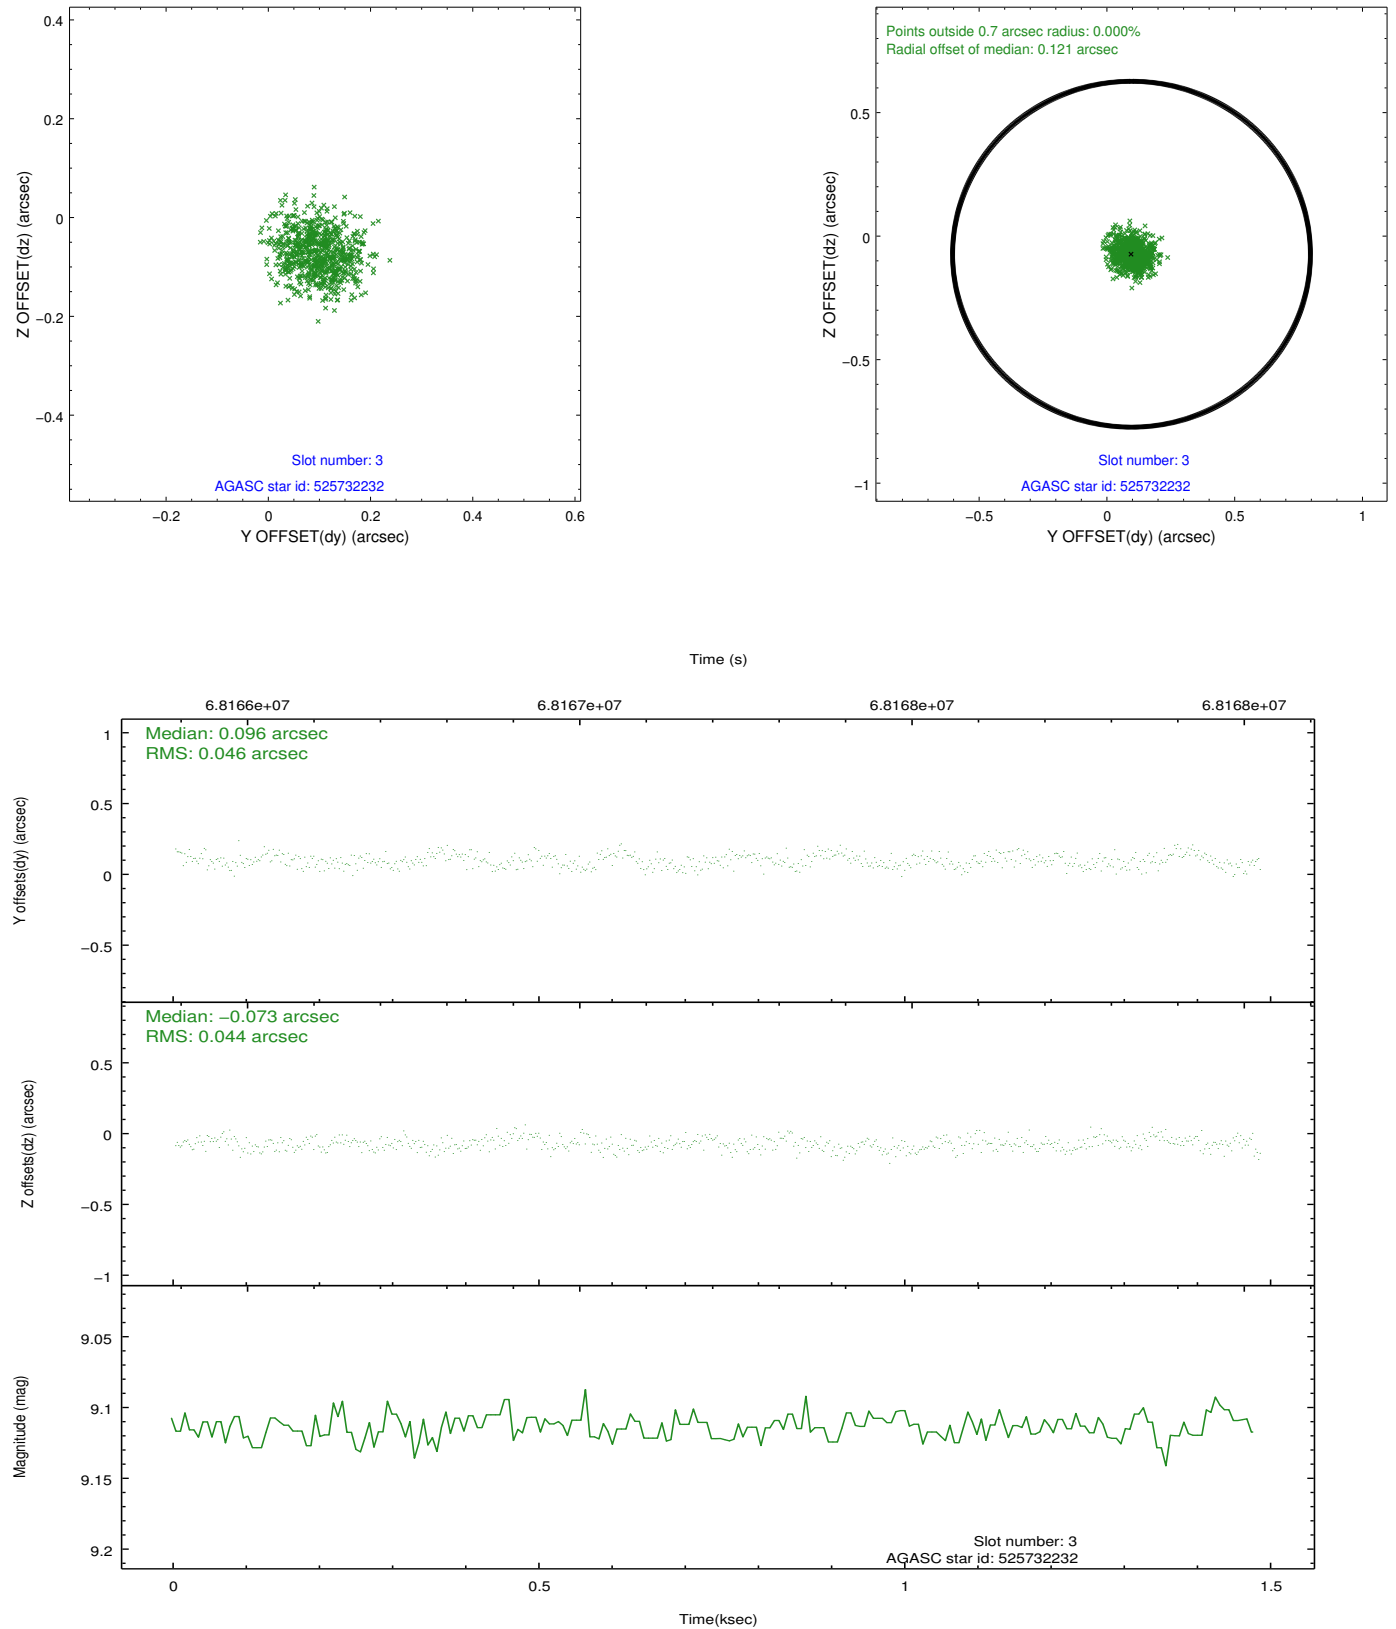 0.4
0.2
0
−0.2
−0.4
Z OFFSET(dz) (arcsec)
Slot number: 3
AGASC star id: 525732232
−0.2 0 0.2 0.4 0.6
Y OFFSET(dy) (arcsec)
Points outside 0.7 arcsec radius: 0.000%
Radial offset of median: 0.121 arcsec
0.5
0
−0.5
−1
Z OFFSET(dz) (arcsec)
Slot number: 3
AGASC star id: 525732232
−0.5 0 0.5 1
Y OFFSET(dy) (arcsec)
Time (s)
6.8166e+07 6.8167e+07 6.8168e+07 6.8168e+07
Median: 0.096 arcsec
RMS: 0.046 arcsec
1
0.5
0
−0.5
Y offsets(dy) (arcsec)
Median: −0.073 arcsec
RMS: 0.044 arcsec
0.5
0
−0.5
−1
Z offsets(dz) (arcsec)
9.05
9.1
9.15
9.2
Magnitude (mag)
Slot number: 3
AGASC star id: 525732232
0 0.5 1 1.5
Time(ksec)